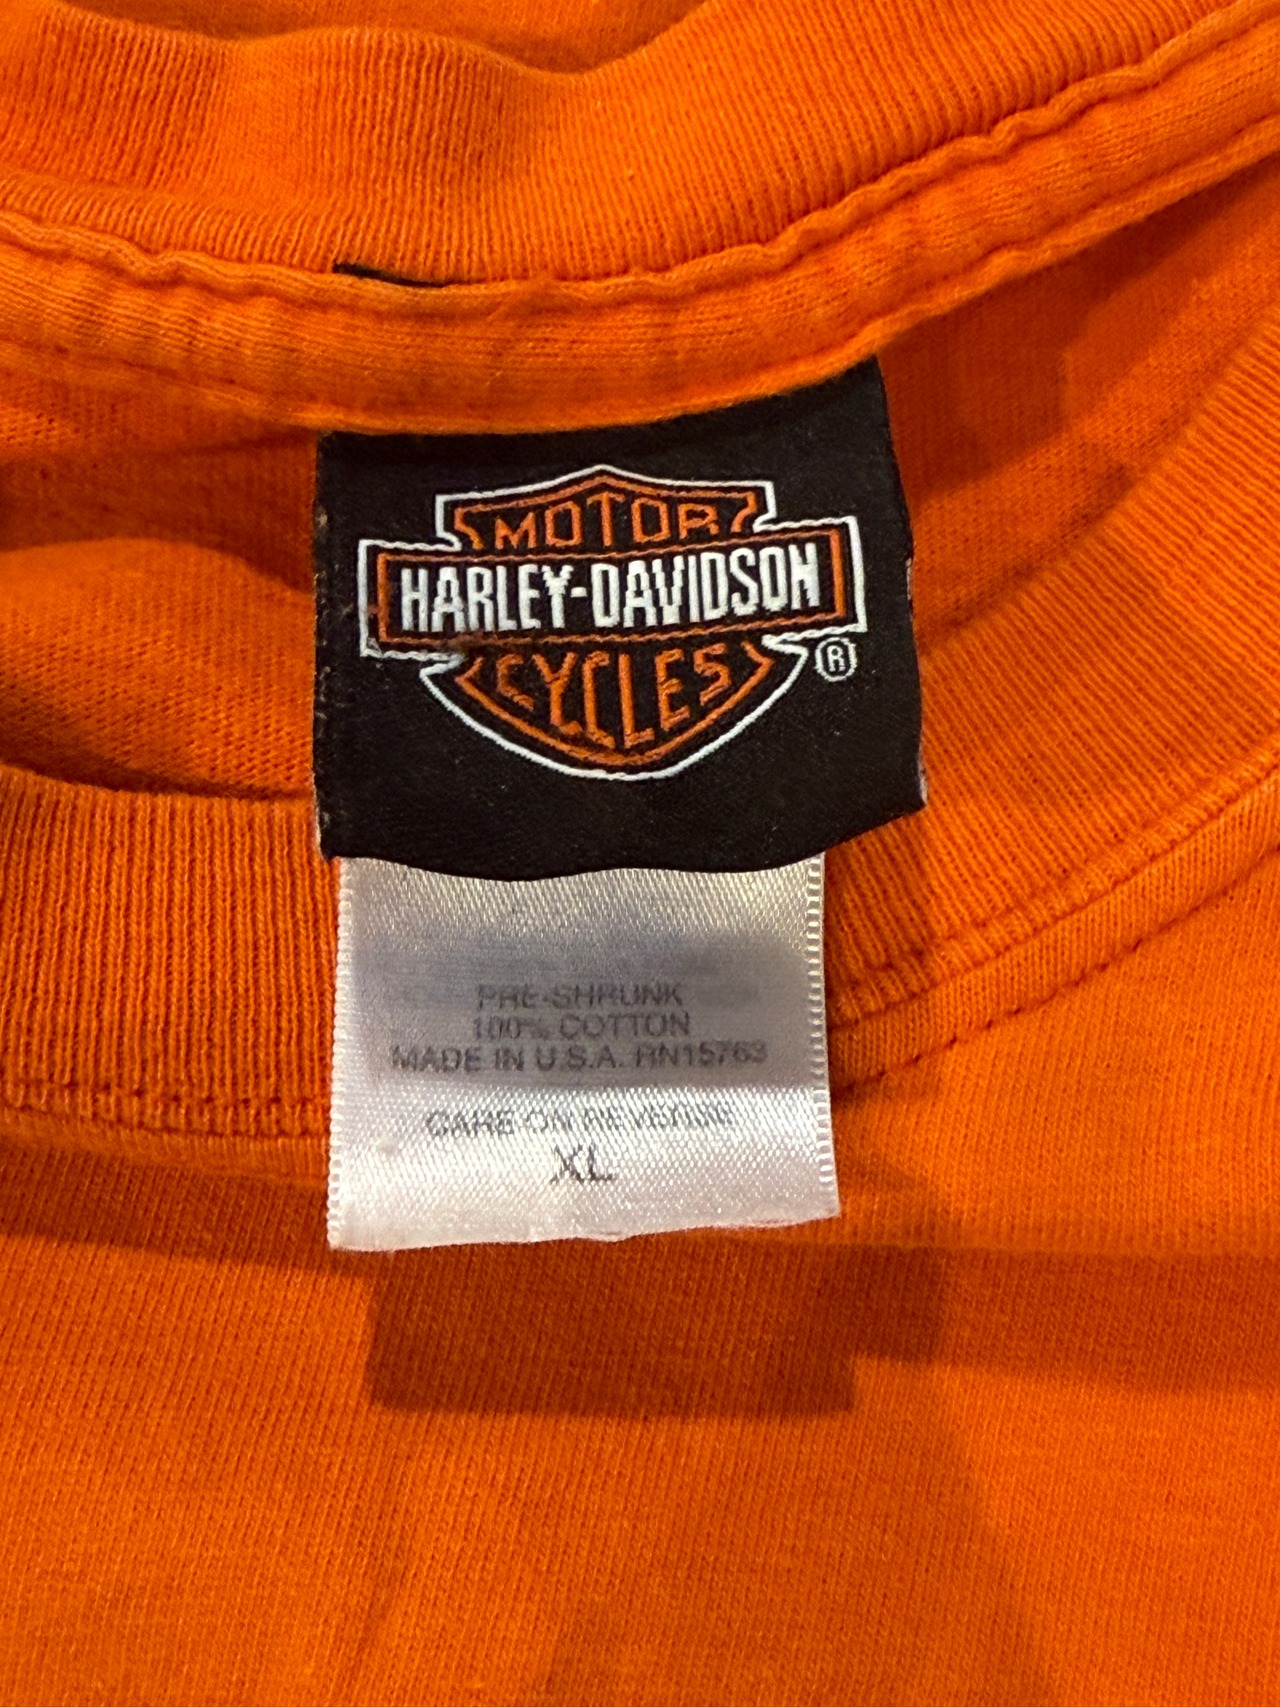 MOTOR
HARLEY-DAVIDSON
CYCLES
®
PRE-SHRUNK
100% COTTON
MADE IN U.S.A. RN15763
CARE ON REVERSE
XL